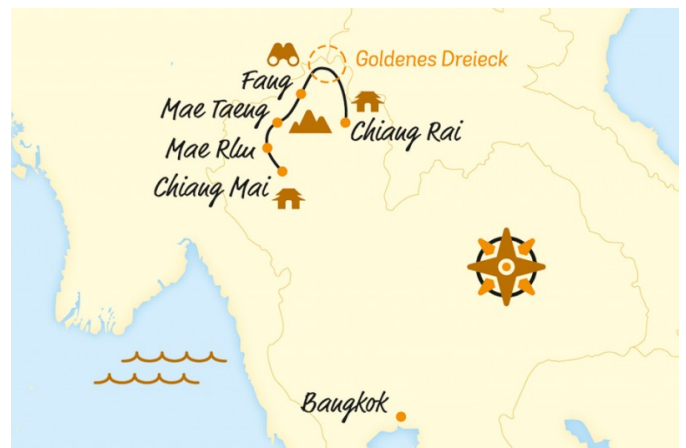 Goldenes Dreieck
Fang
Mae Taeng
Chiang Rai
Mae RIm
Chiang Mai
Bangkok